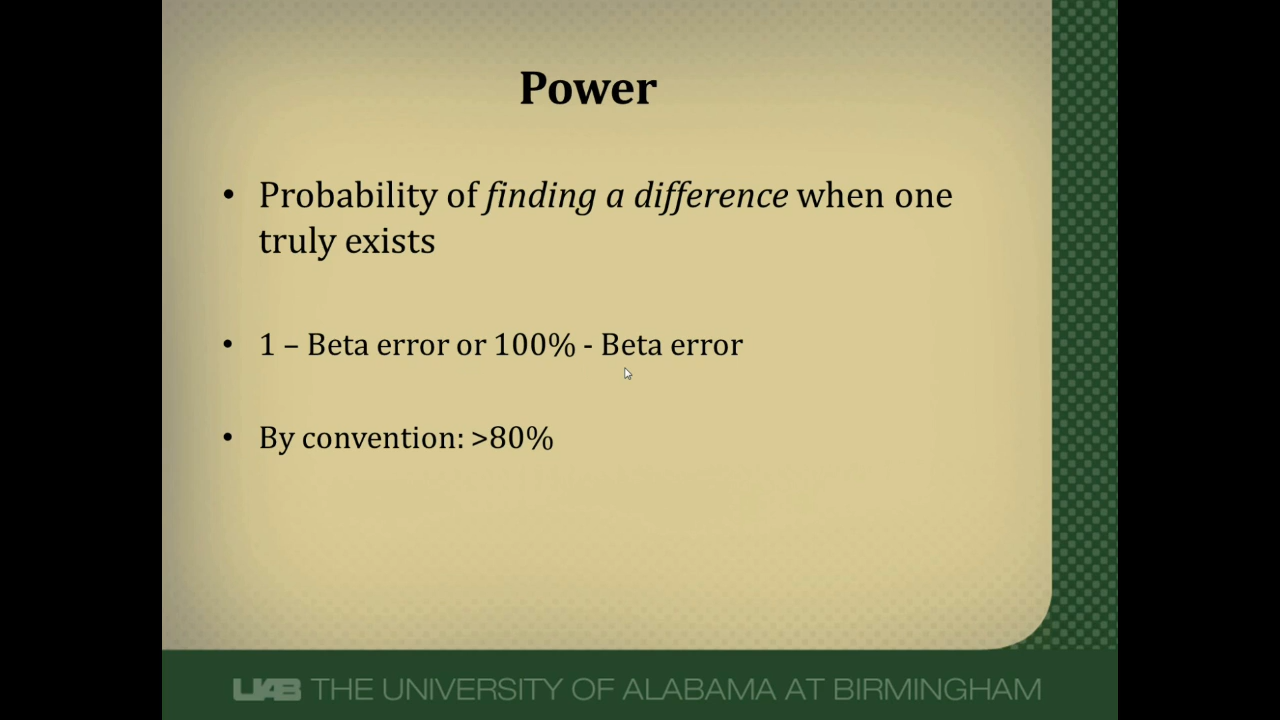 Power
• Probability of finding a difference when one
truly exists
• 1 – Beta error or 100% - Beta error
• By convention: >80%
UAB THE UNIVERSITY OF ALABAMA AT BIRMINGHAM